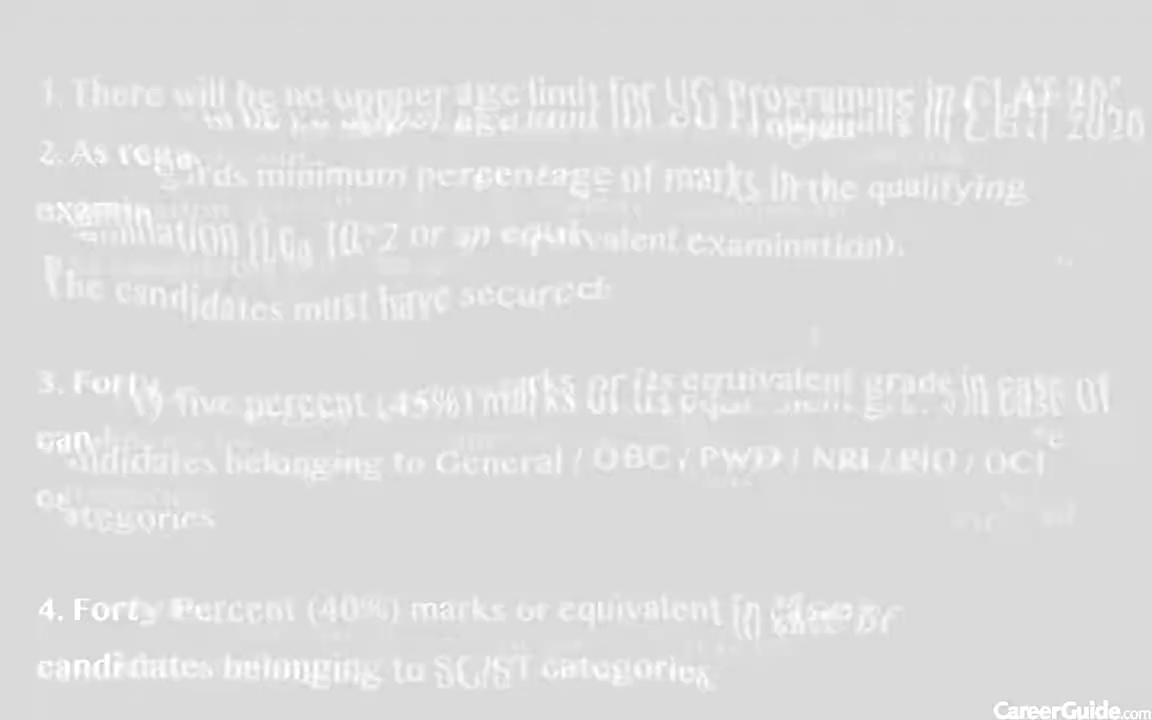 1. There will be no uppper age limit for UG Programme in CLAT 2020
2. As regards minimum percentage of marks in the qualifying
examination (i.e., 10+2 or an equivalent examination).
The candidates must have secured:
3. Forty five percent (45%) marks or its equivalent grade in case of
candidates belonging to General / OBC / PWD / NRI / PIO / OCI
categories
4. Forty Percent (40%) marks or equivalent in case of
candidates belonging to SC/ST categories.
CareerGuide.com